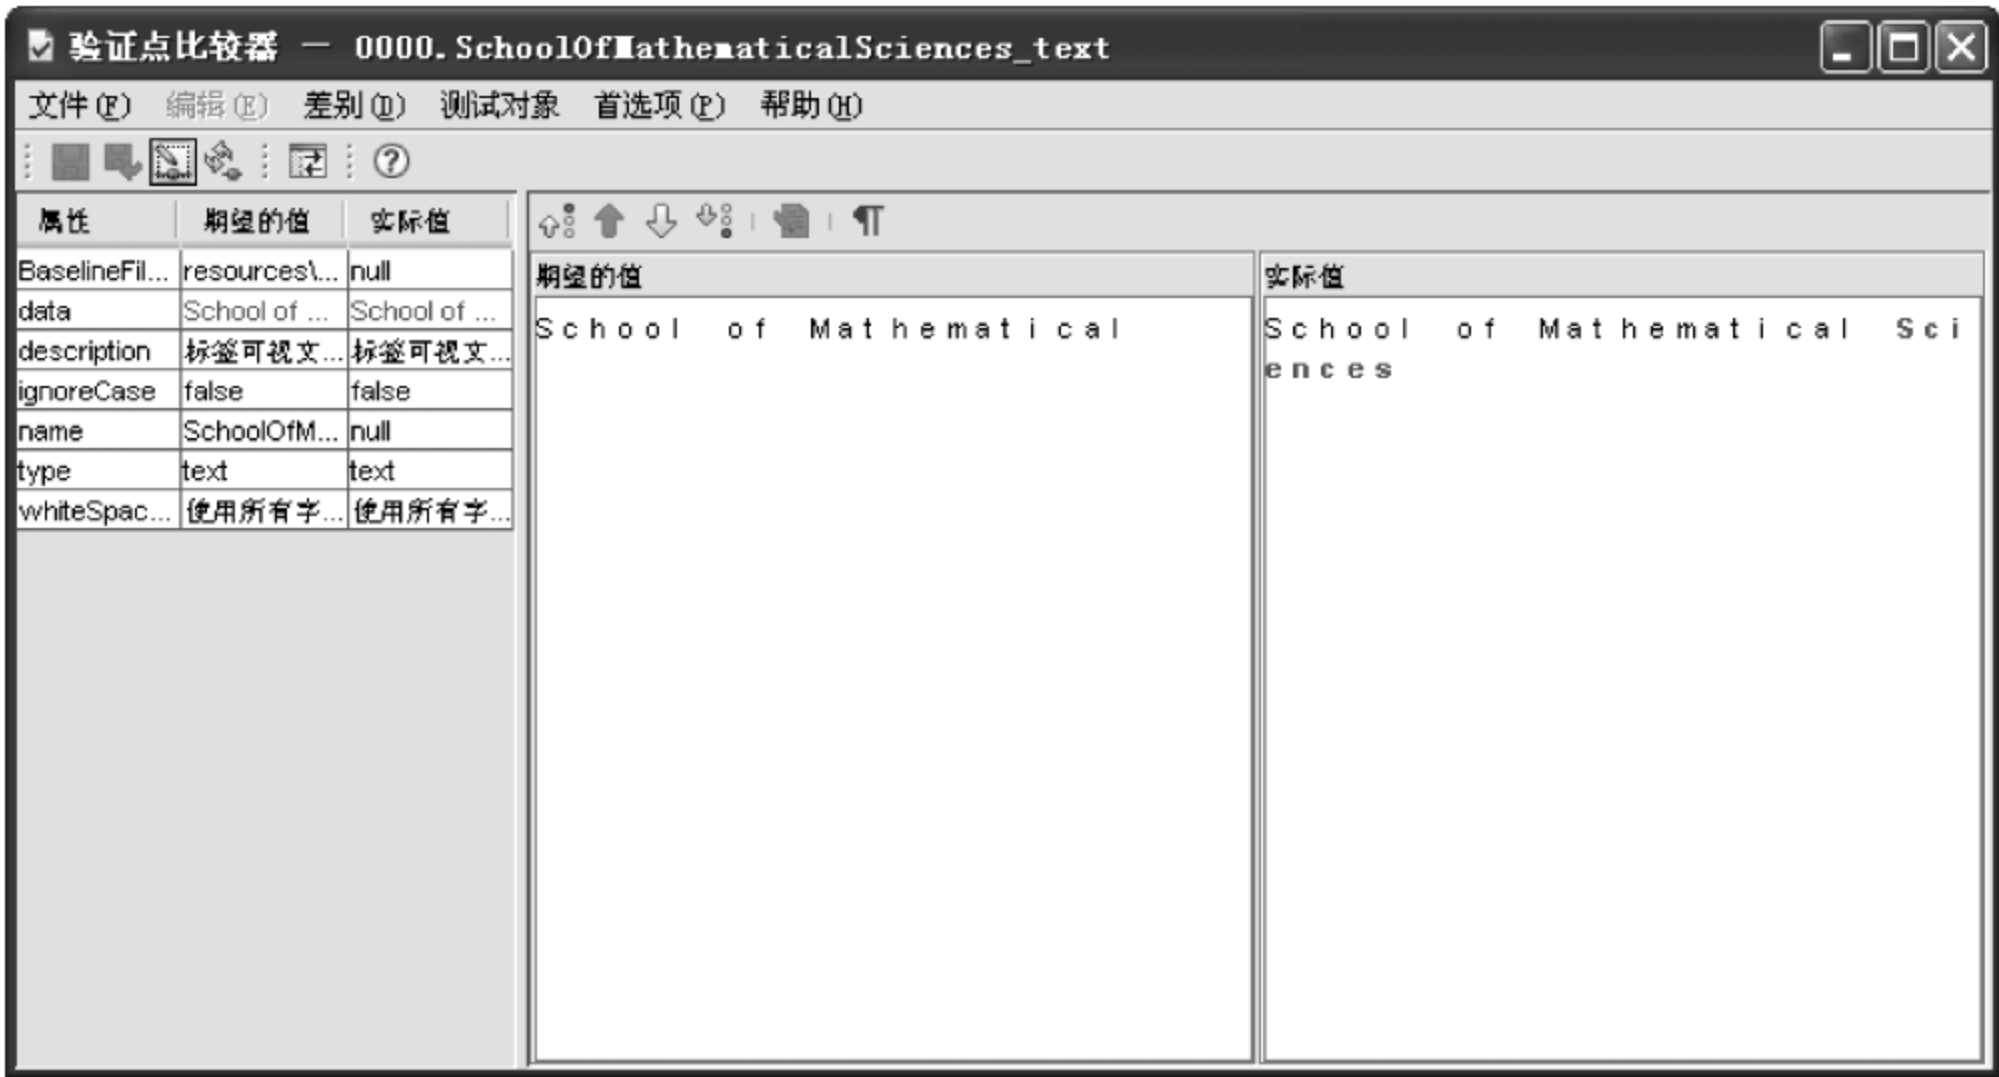 验证点比较器 － 0000.SchoolOfMathematicalSciences_text
文件(F) 编辑(E) 差别(D) 测试对象 首选项(P) 帮助(H)
属性 期望的值 实际值
BaselineFil... resources\... null
data School of ... School of ...
description 标签可视文... 标签可视文...
ignoreCase false false
name SchoolOfM... null
type text text
whiteSpac... 使用所有字... 使用所有字...
期望的值
School of Mathematical
实际值
School of Mathematical Sci
ences